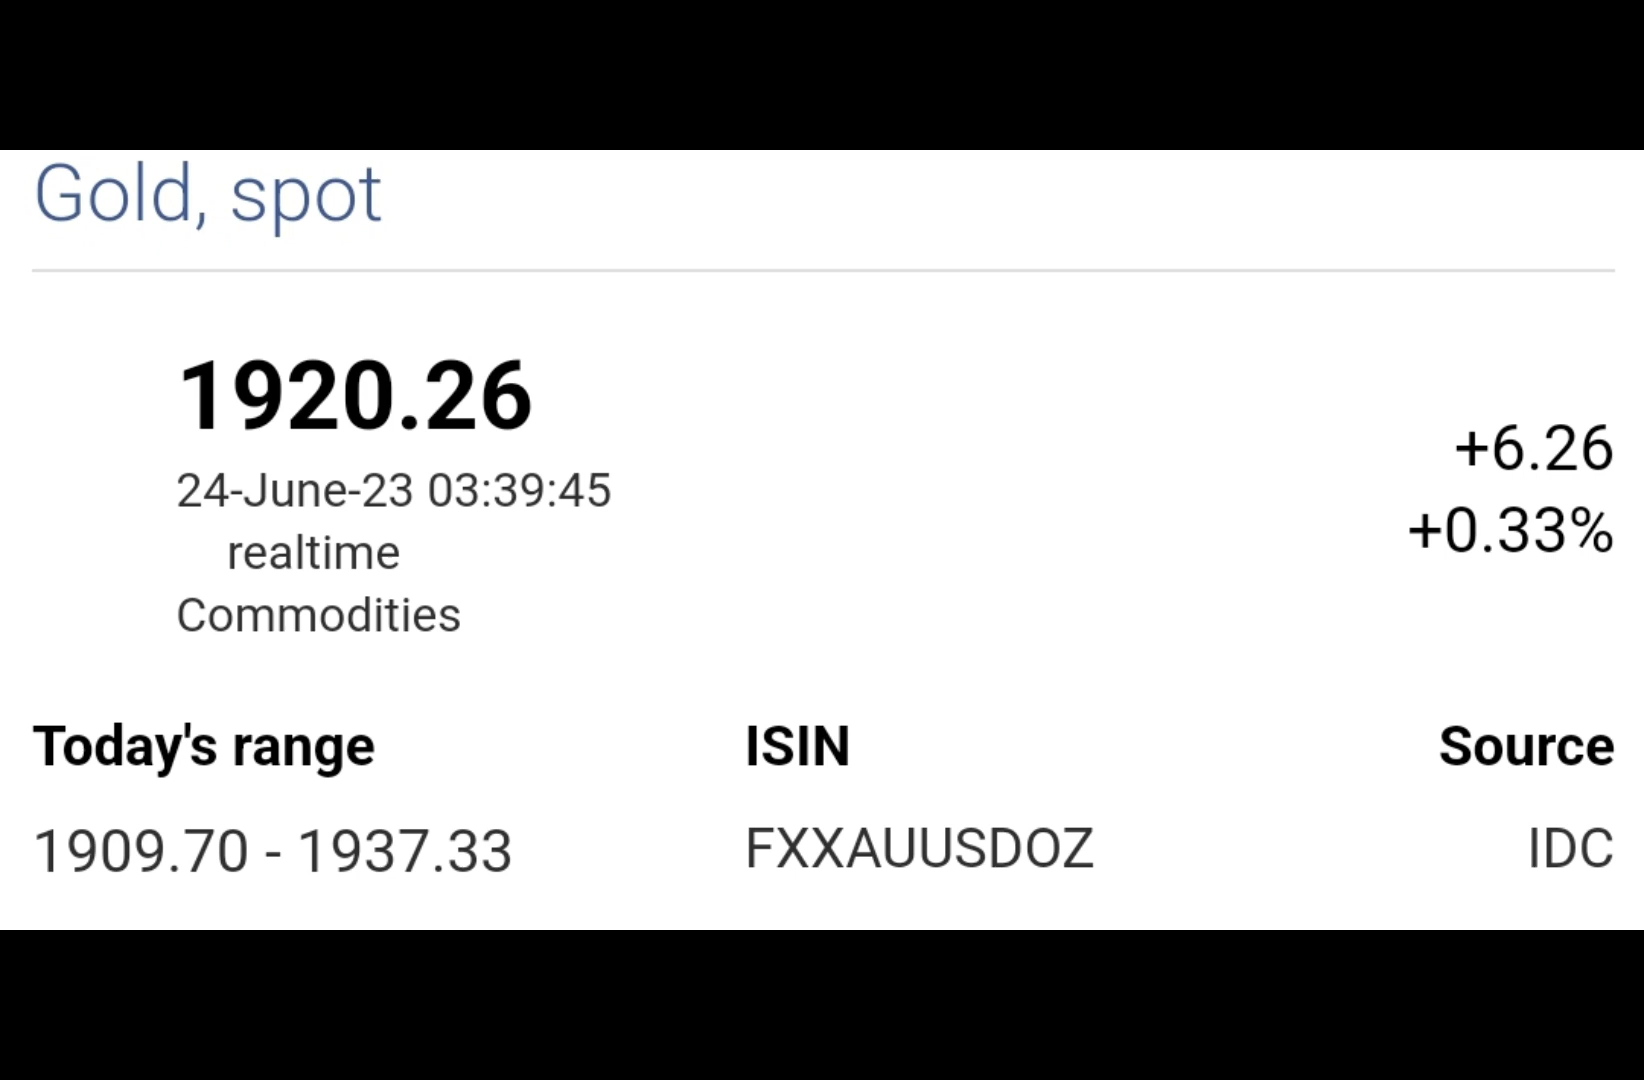 Gold, spot
1920.26
+6.26
24-June-23 03:39:45
+0.33%
realtime
Commodities
Today's range ISIN Source
1909.70 - 1937.33 FXXAUUSDOZ IDC